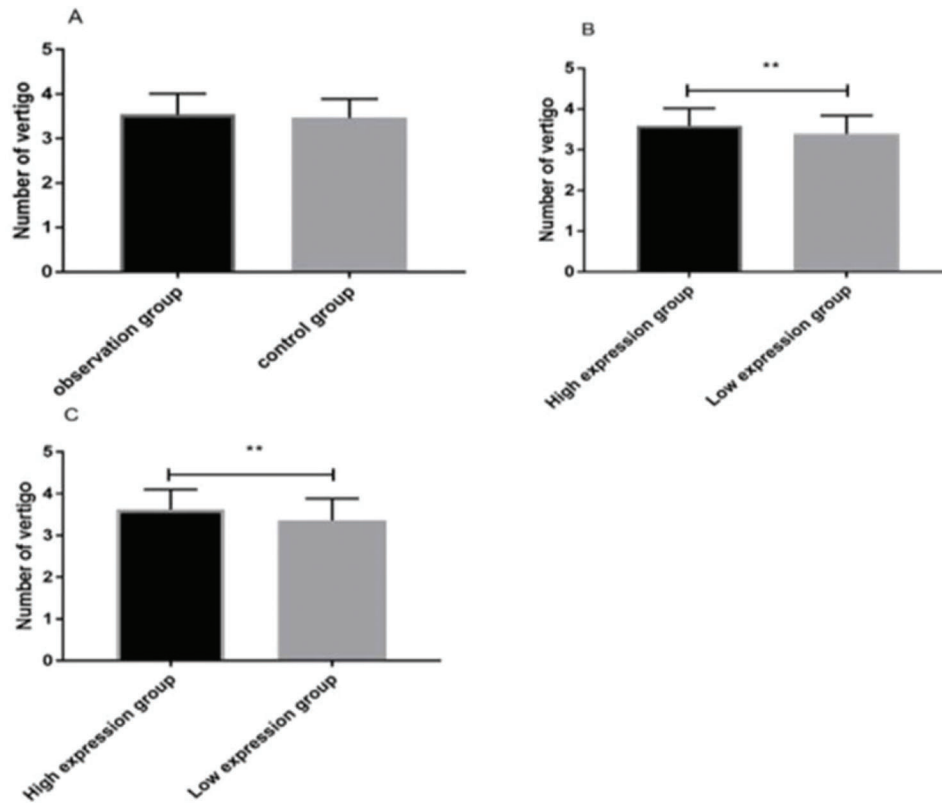 A
5
4
3
2
1
0
Number of vertigo
observation group
control group
B
**
5
4
3
2
1
0
Number of vertigo
High expression group
Low expression group
C
**
5
4
3
2
1
0
Number of vertigo
High expression group
Low expression group